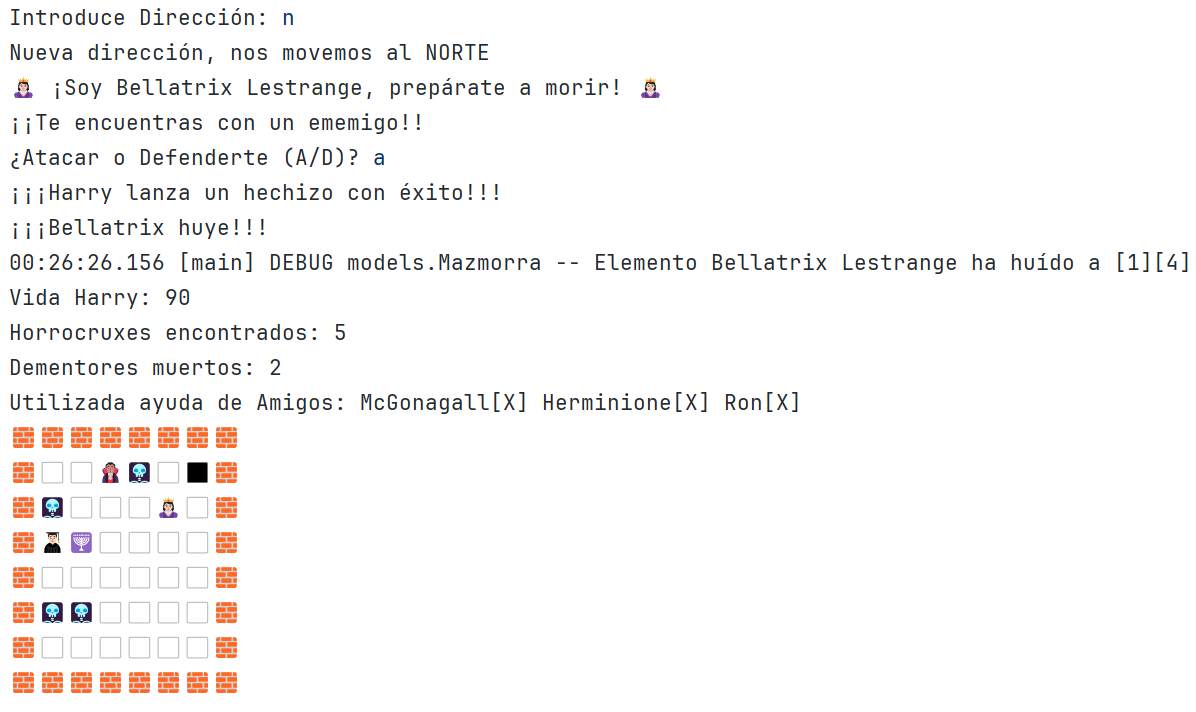 Introduce Dirección: n
Nueva dirección, nos movemos al NORTE
¡Soy Bellatrix Lestrange, prepárate a morir!
¡¡Te encuentras con un ememigo!!
¿Atacar o Defenderte (A/D)? a
¡¡¡Harry lanza un hechizo con éxito!!!
¡¡¡Bellatrix huye!!!
00:26:26.156 [main] DEBUG models.Mazmorra -- Elemento Bellatrix Lestrange ha huído a [1][4]
Vida Harry: 90
Horrocruxes encontrados: 5
Dementores muertos: 2
Utilizada ayuda de Amigos: McGonagall[X] Herminione[X] Ron[X]